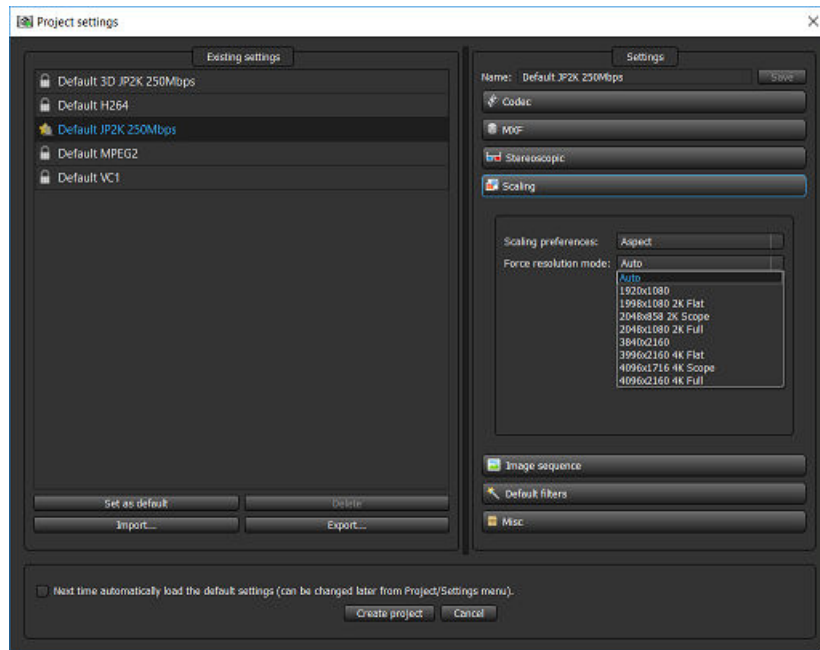 Project settings
Existing settings
Default 3D JP2K 250Mbps
Default H264
Default JP2K 250Mbps
Default MPEG2
Default VC1
Set as default
Delete
Import...
Export...
Settings
Name: Default JP2K 250Mbps Save
Codec
MXF
Stereoscopic
Scaling
Scaling preferences: Aspect
Force resolution mode: Auto
Auto
1920x1080
1998x1080 2K Flat
2048x858 2K Scope
2048x1080 2K Full
3840x2160
3996x2160 4K Flat
4096x1716 4K Scope
4096x2160 4K Full
Image sequence
Default filters
Misc
Next time automatically load the default settings (can be changed later from Project/Settings menu).
Create project
Cancel